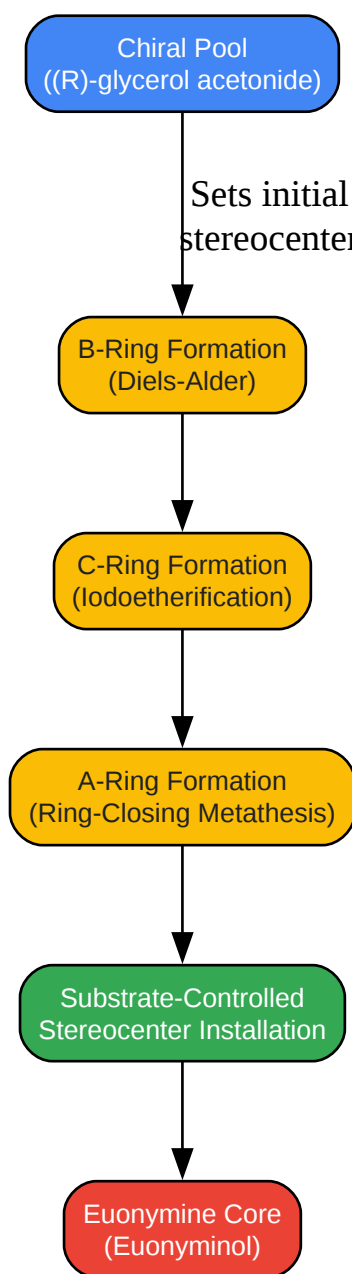 Chiral Pool
((R)-glycerol acetonide)
Sets initial
stereocenter
B-Ring Formation
(Diels-Alder)
C-Ring Formation
(Iodoetherification)
A-Ring Formation
(Ring-Closing Metathesis)
Substrate-Controlled
Stereocenter Installation
Euonymine Core
(Euonyminol)